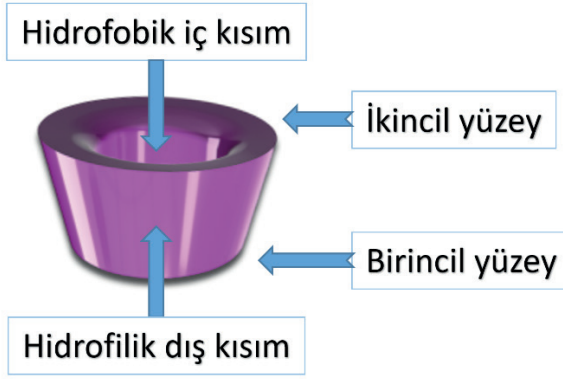 Hidrofobik iç kısım
İkincil yüzey
Birincil yüzey
Hidrofilik dış kısım